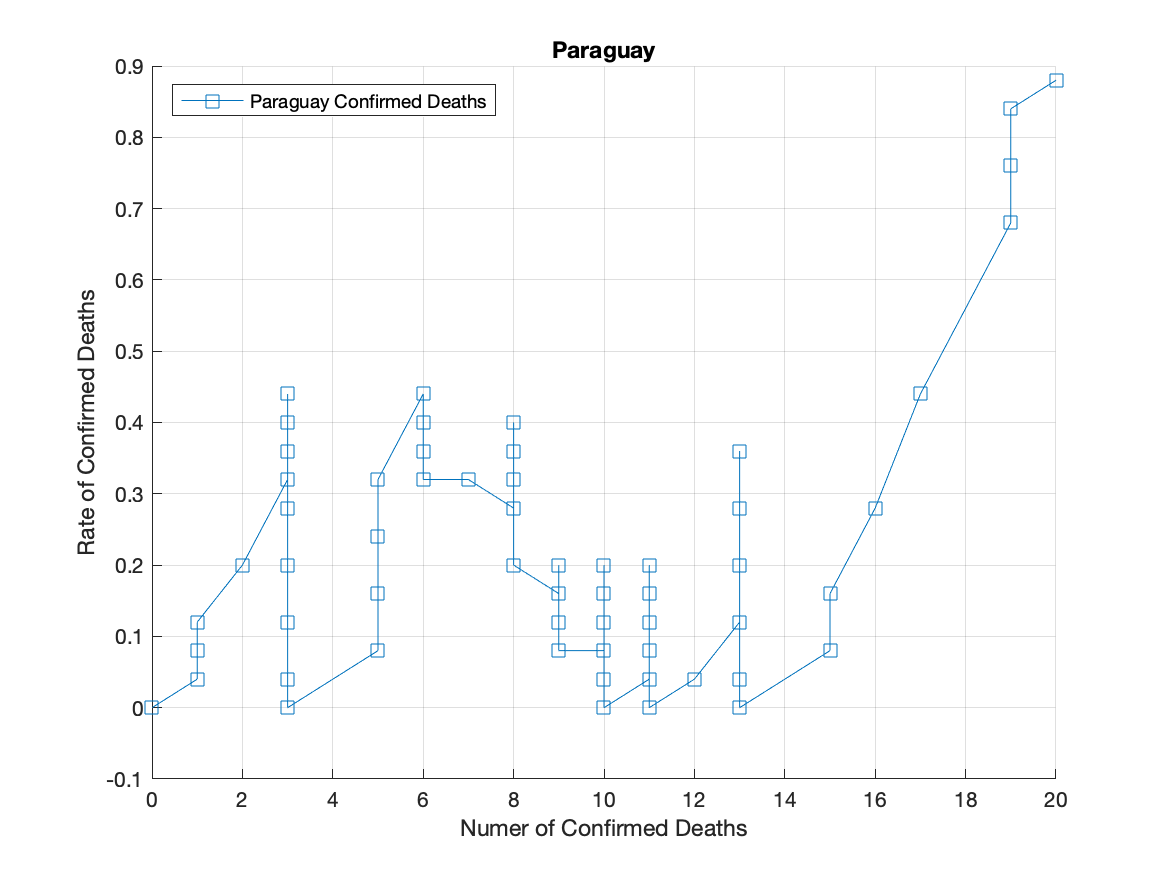 Paraguay
0.9
Paraguay Confirmed Deaths
0.8
0.7
0.6
0.5
0.4
0.3
0.2
0.1
0
-0.1
Rate of Confirmed Deaths
0 2 4 6 8 10 12 14 16 18 20
Numer of Confirmed Deaths